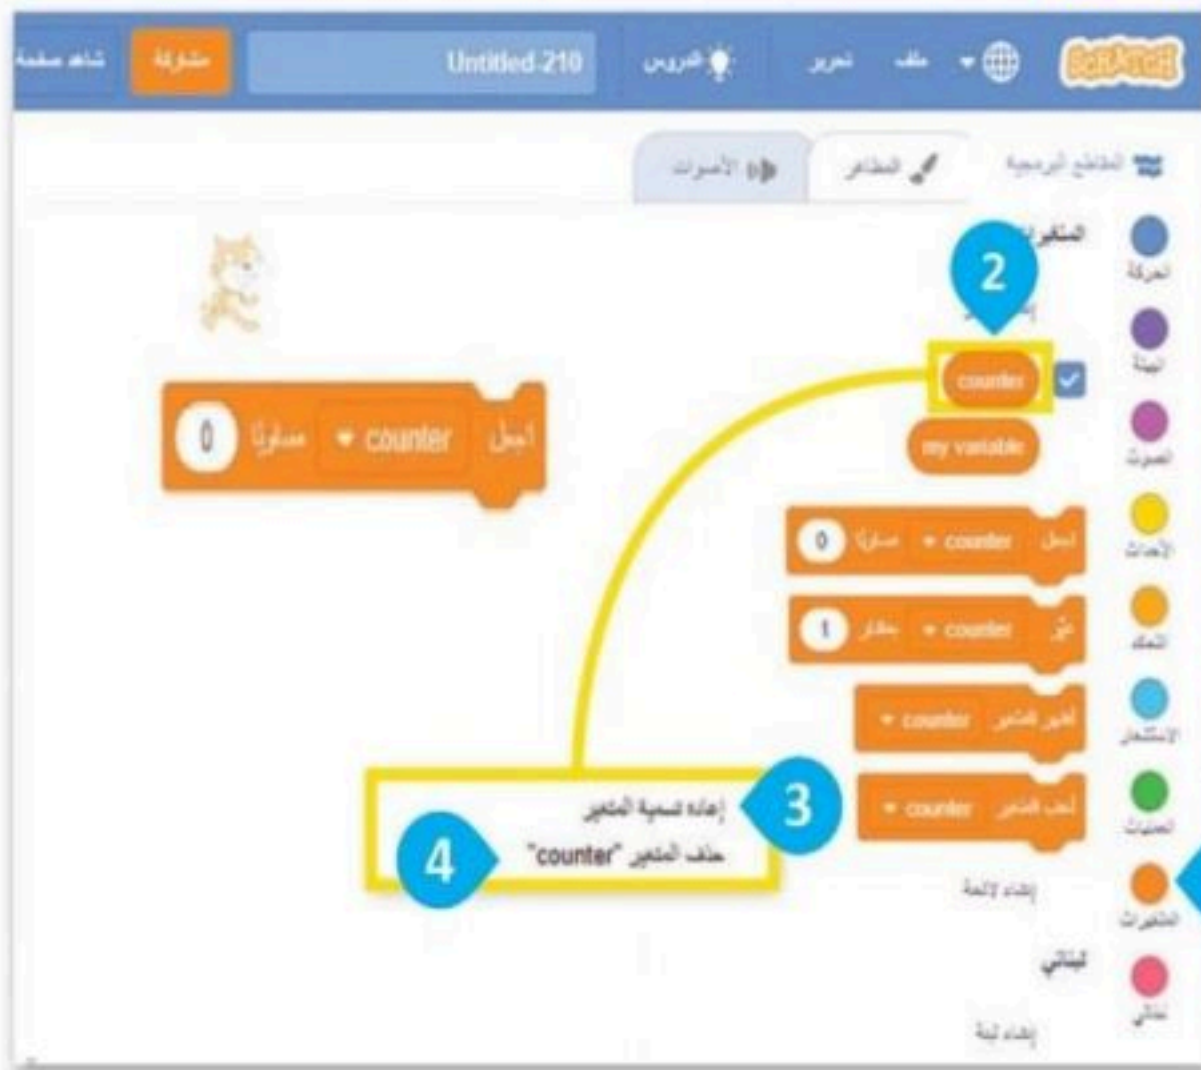 SCRATCH
ملف
تحرير
الدروس
Untitled-210
مشاركة
شاهد صفحة
المقاطع البرمجية
المظاهر
الأصوات
الحركة
الهيئة
الصوت
الأحداث
التحكم
الاستشعار
العمليات
المتغيرات
لبناتي
2
counter
my variable
اجعل counter مساويًا 0
غيّر counter بمقدار 1
أظهر المتغير counter
أخف المتغير counter
إنشاء لائحة
لبناتي
إنشاء لبنة
اجعل counter مساويًا 0
إعادة تسمية المتغير
3
حذف المتغير "counter"
4